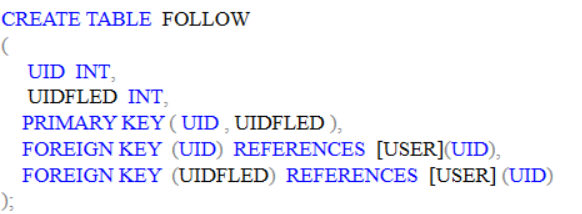 CREATE TABLE FOLLOW
(
UID INT,
UIDFLED INT,
PRIMARY KEY ( UID , UIDFLED ),
FOREIGN KEY (UID) REFERENCES [USER](UID),
FOREIGN KEY (UIDFLED) REFERENCES [USER] (UID)
);